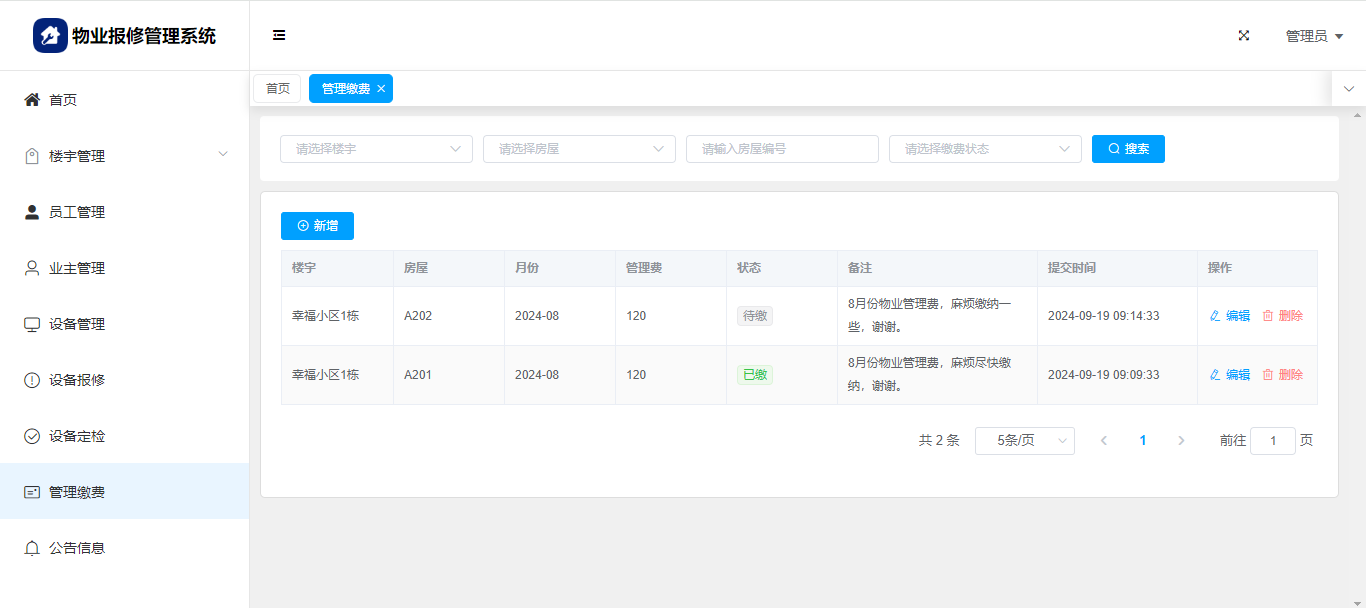 物业报修管理系统
管理员
首页
管理缴费
首页
楼宇管理
员工管理
业主管理
设备管理
设备报修
设备定检
管理缴费
公告信息
请选择楼宇
请选择房屋
请输入房屋编号
请选择缴费状态
搜索
新增
楼宇 房屋 月份 管理费 状态 备注 提交时间 操作
幸福小区1栋 A202 2024-08 120 待缴 8月份物业管理费，麻烦缴纳一
些，谢谢。 2024-09-19 09:14:33 编辑 删除
幸福小区1栋 A201 2024-08 120 已缴 8月份物业管理费，麻烦尽快缴
纳，谢谢。 2024-09-19 09:09:33 编辑 删除
共 2 条 5条/页 1 前往 1 页